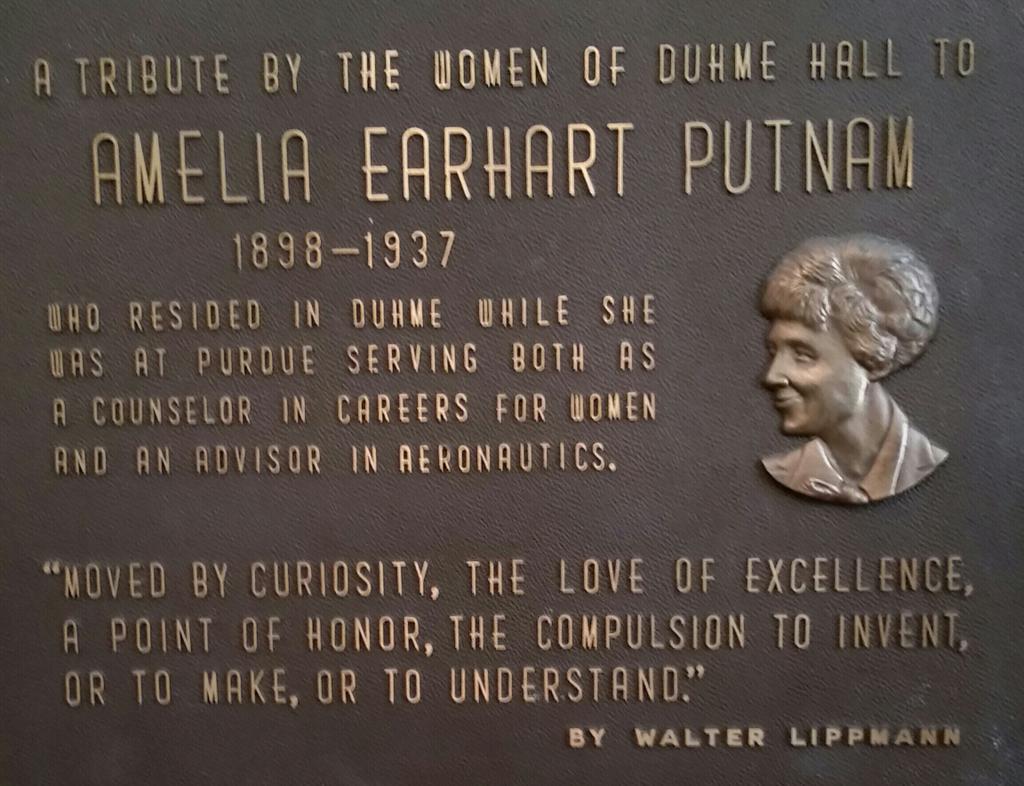 A TRIBUTE BY THE WOMEN OF DUHME HALL TO
AMELIA EARHART PUTNAM
1898–1937
WHO RESIDED IN DUHME WHILE SHE
WAS AT PURDUE SERVING BOTH AS
A COUNSELOR IN CAREERS FOR WOMEN
AND AN ADVISOR IN AERONAUTICS.
“MOVED BY CURIOSITY, THE LOVE OF EXCELLENCE,
A POINT OF HONOR, THE COMPULSION TO INVENT,
OR TO MAKE, OR TO UNDERSTAND.”
BY WALTER LIPPMANN